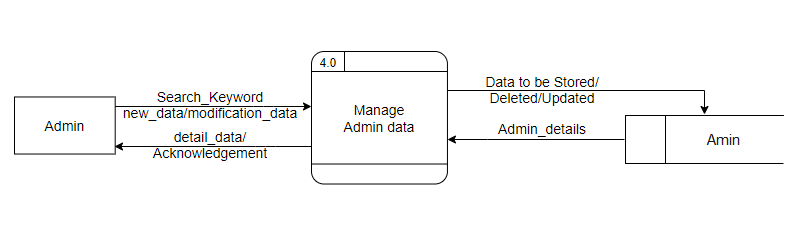 4.0
Search_Keyword
new_data/modification_data
Admin
detail_data/
Acknowledgement
Manage
Admin data
Data to be Stored/
Deleted/Updated
Admin_details
Amin